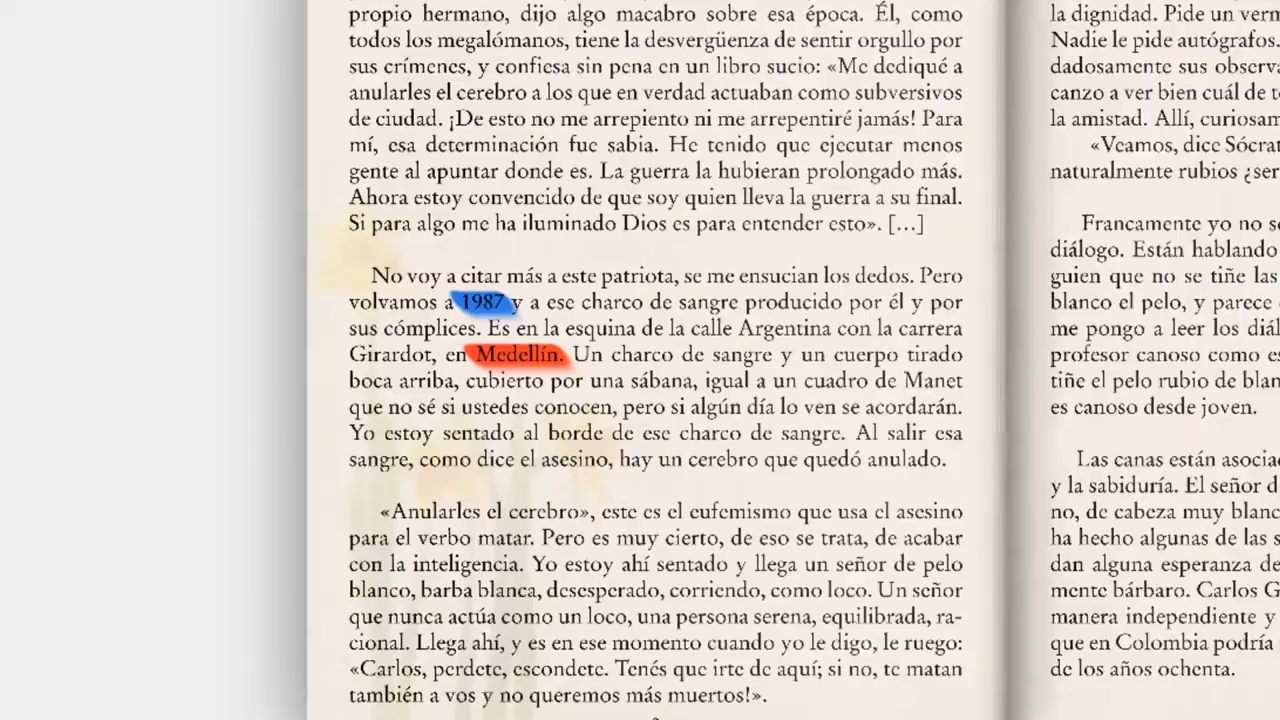 propio hermano, dijo algo macabro sobre esa época. Él, como
todos los megalómanos, tiene la desvergüenza de sentir orgullo por
sus crímenes, y confiesa sin pena en un libro sucio: «Me dediqué a
anularles el cerebro a los que en verdad actuaban como subversivos
de ciudad. ¡De esto no me arrepiento ni me arrepentiré jamás! Para
mí, esa determinación fue sabia. He tenido que ejecutar menos
gente al apuntar donde es. La guerra la hubieran prolongado más.
Ahora estoy convencido de que soy quien lleva la guerra a su final.
Si para algo me ha iluminado Dios es para entender esto». [...]
No voy a citar más a este patriota, se me ensucian los dedos. Pero
volvamos a 1987 y a ese charco de sangre producido por él y por
sus cómplices. Es en la esquina de la calle Argentina con la carrera
Girardot, en Medellín. Un charco de sangre y un cuerpo tirado
boca arriba, cubierto por una sábana, igual a un cuadro de Manet
que no sé si ustedes conocen, pero si algún día lo ven se acordarán.
Yo estoy sentado al borde de ese charco de sangre. Al salir esa
sangre, como dice el asesino, hay un cerebro que quedó anulado.
«Anularles el cerebro», este es el eufemismo que usa el asesino
para el verbo matar. Pero es muy cierto, de eso se trata, de acabar
con la inteligencia. Yo estoy ahí sentado y llega un señor de pelo
blanco, barba blanca, desesperado, corriendo, como loco. Un señor
que nunca actúa como un loco, una persona serena, equilibrada, ra-
cional. Llega ahí, y es en ese momento cuando yo le digo, le ruego:
«Carlos, perdete, escondete. Tenés que irte de aquí; si no, te matan
también a vos y no queremos más muertos!».
la dignidad. Pide un
Nadie le pide autógrafos.
dadosamente sus
canzo a ver bien cuál de
la amistad. Allí,
«Veamos, dice
naturalmente rubios
Francamente yo no
diálogo. Están hablando
guien que no se tiñe las
blanco el pelo, y parece
me pongo a leer los
profesor canoso como
tiñe el pelo rubio de
es canoso desde joven.
Las canas están
y la sabiduría. El señor
no, de cabeza muy
ha hecho algunas de las
dan alguna esperanza
mente bárbaro. Carlos
manera independiente y
que en Colombia podría
de los años ochenta.